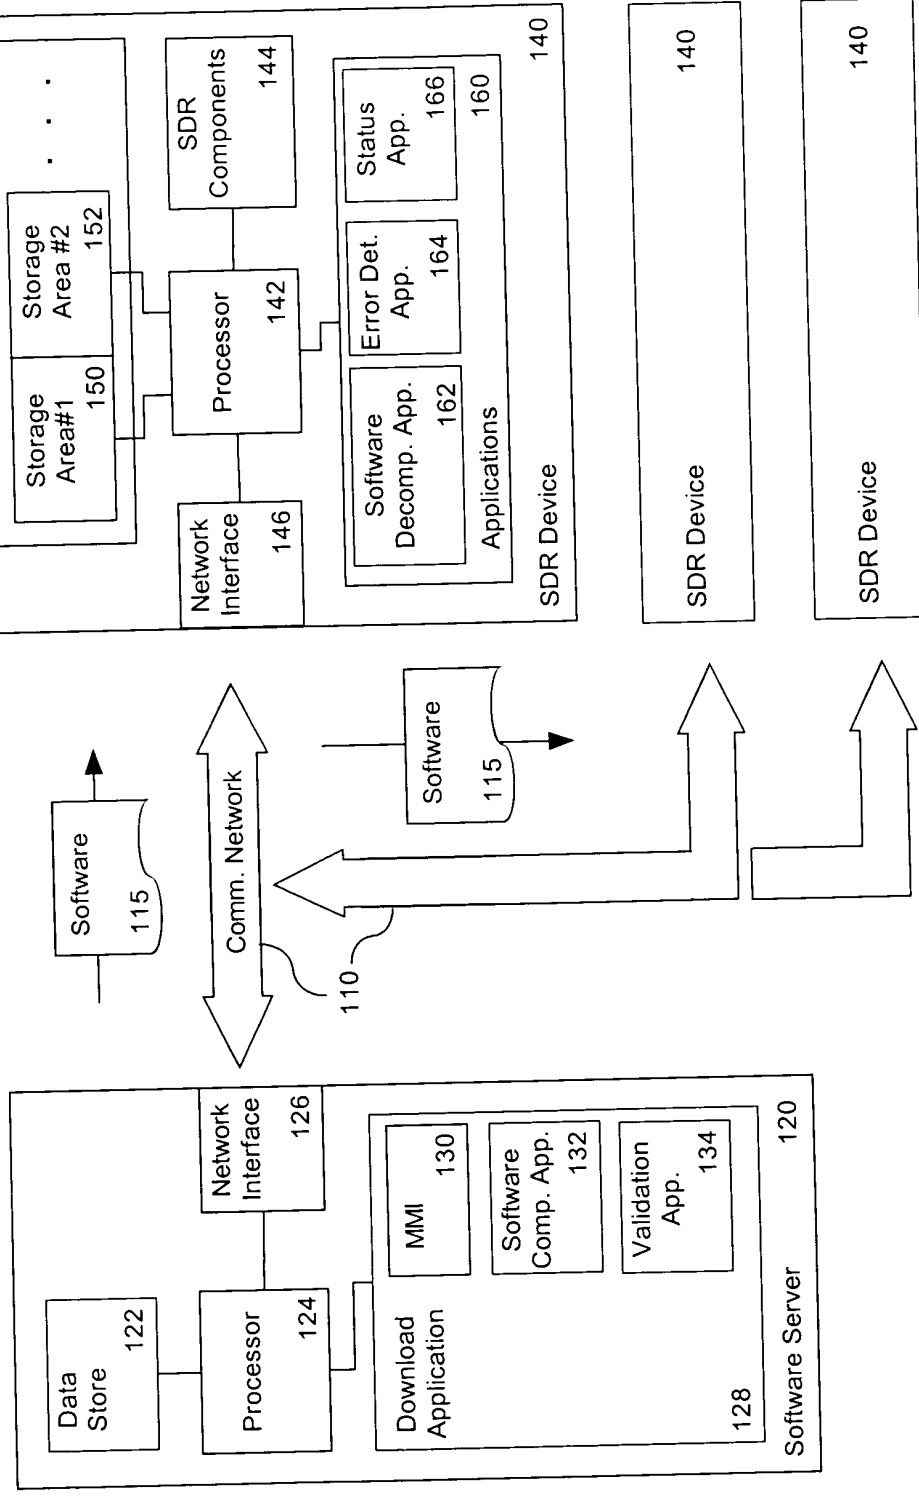 Data
Store
122
Processor
124
Network
Interface
126
Download
Application
128
MMI
130
Software
Comp. App.
132
Validation
App.
134
Software Server
120
Software
115
Comm. Network
110
Software
115
Storage
Area#1
150
Storage
Area #2
152
. . .
Network
Interface
146
Processor
142
SDR
Components
144
Software
Decomp. App.
162
Error Det.
App.
164
Status
App.
166
Applications
160
SDR Device
140
SDR Device
140
SDR Device
140